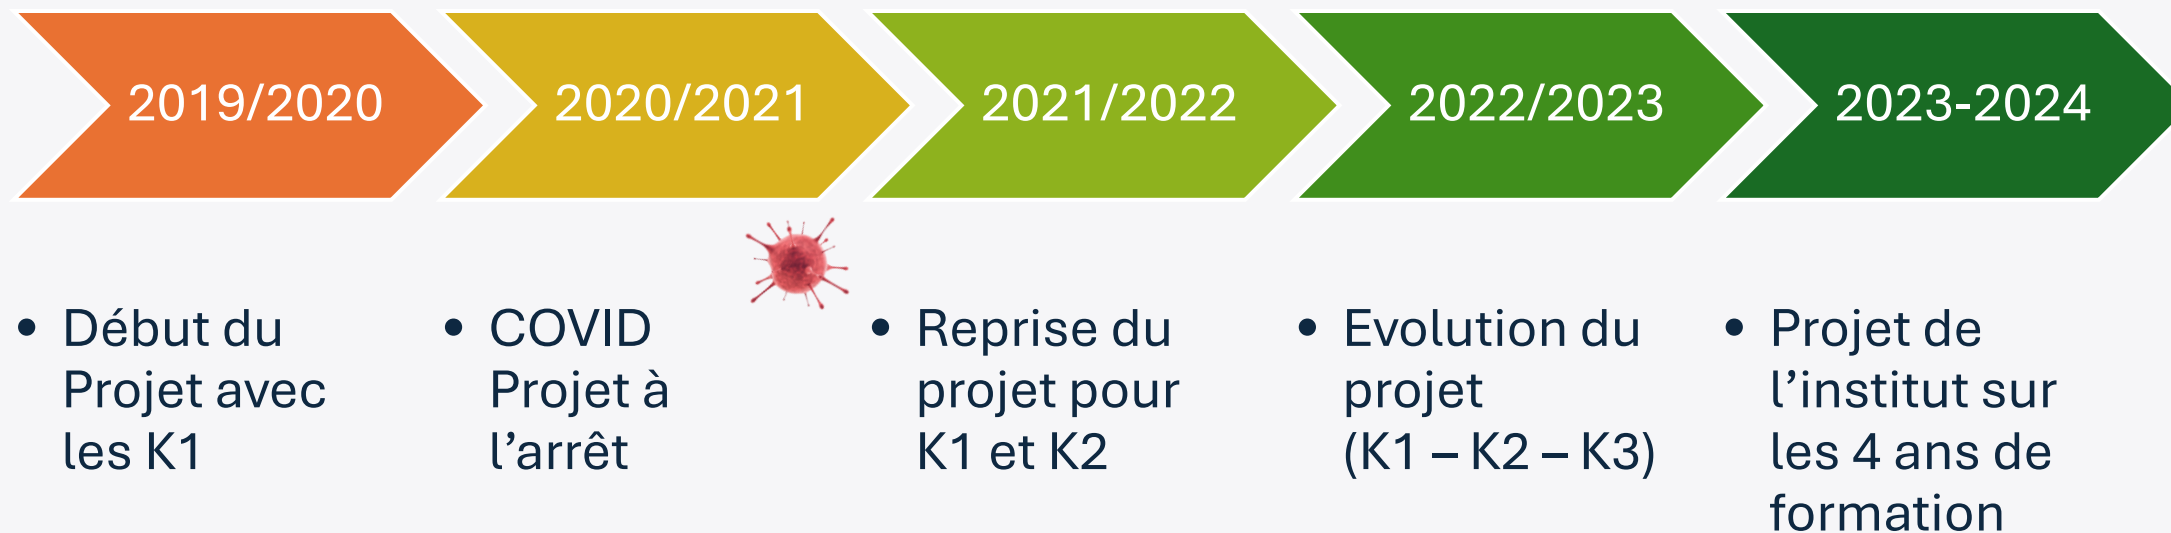 2019/2020
2020/2021
2021/2022
2022/2023
2023-2024
• Début du
Projet avec
les K1
• COVID
Projet à
l’arrêt
• Reprise du
projet pour
K1 et K2
• Evolution du
projet
(K1 – K2 – K3)
• Projet de
l’institut sur
les 4 ans de
formation